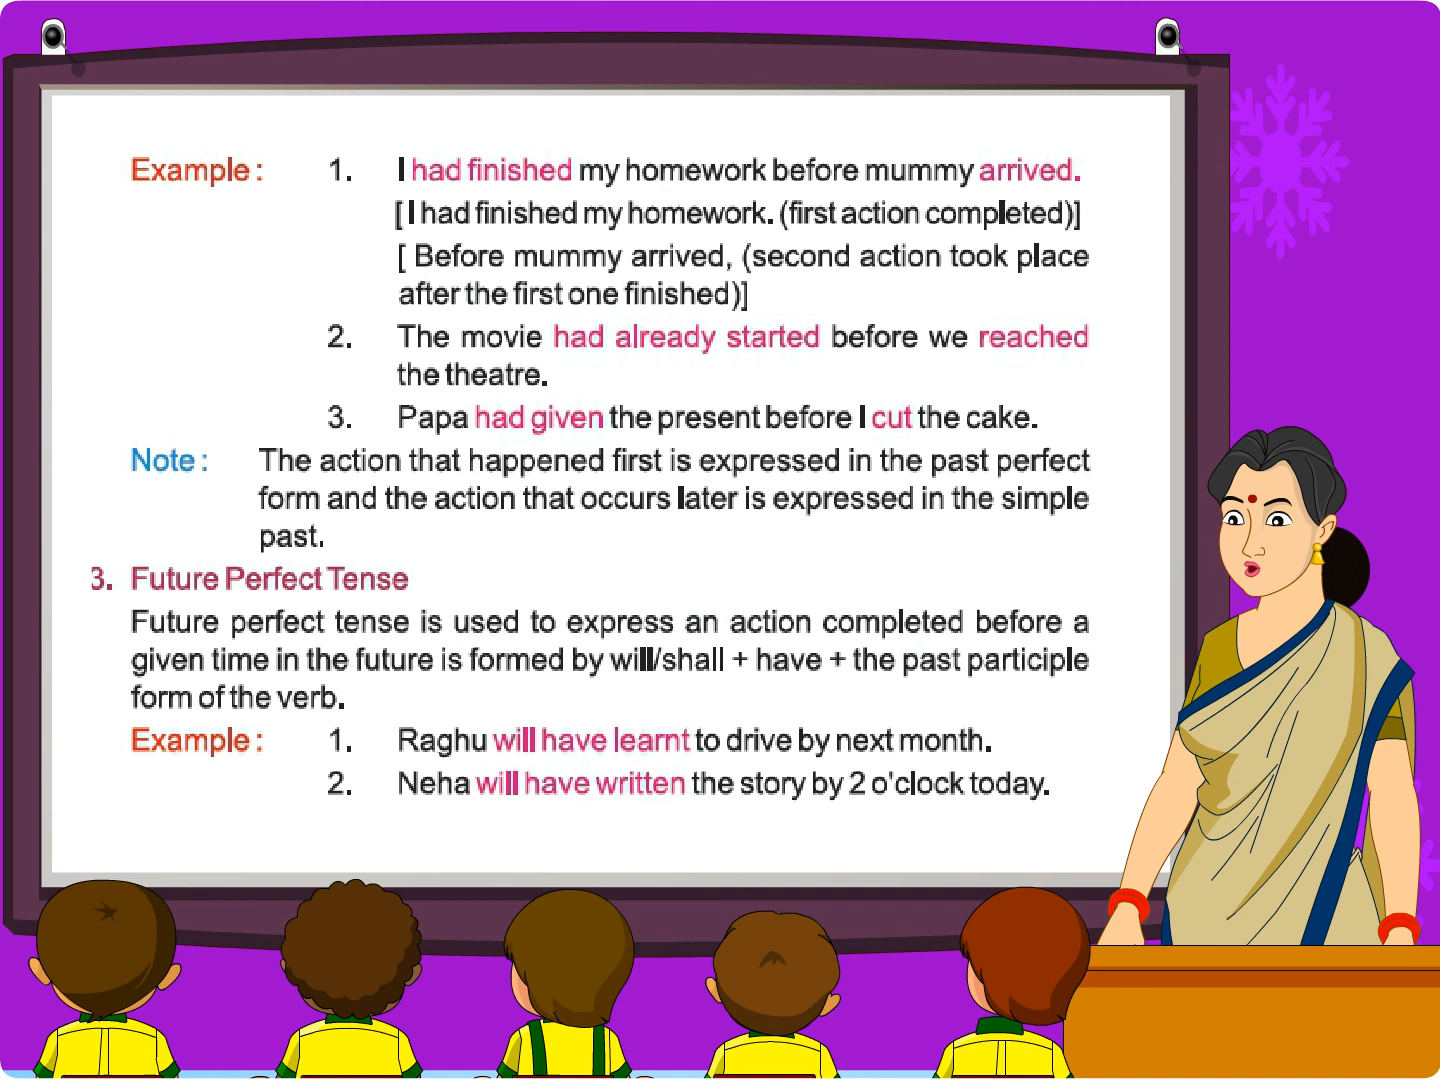 Example : 1. I had finished my homework before mummy arrived.
[ I had finished my homework. (first action completed)]
[ Before mummy arrived, (second action took place
after the first one finished)]
2. The movie had already started before we reached
the theatre.
3. Papa had given the present before I cut the cake.
Note : The action that happened first is expressed in the past perfect
form and the action that occurs later is expressed in the simple
past.
3. Future Perfect Tense
Future perfect tense is used to express an action completed before a
given time in the future is formed by will/shall + have + the past participle
form of the verb.
Example : 1. Raghu will have learnt to drive by next month.
2. Neha will have written the story by 2 o'clock today.